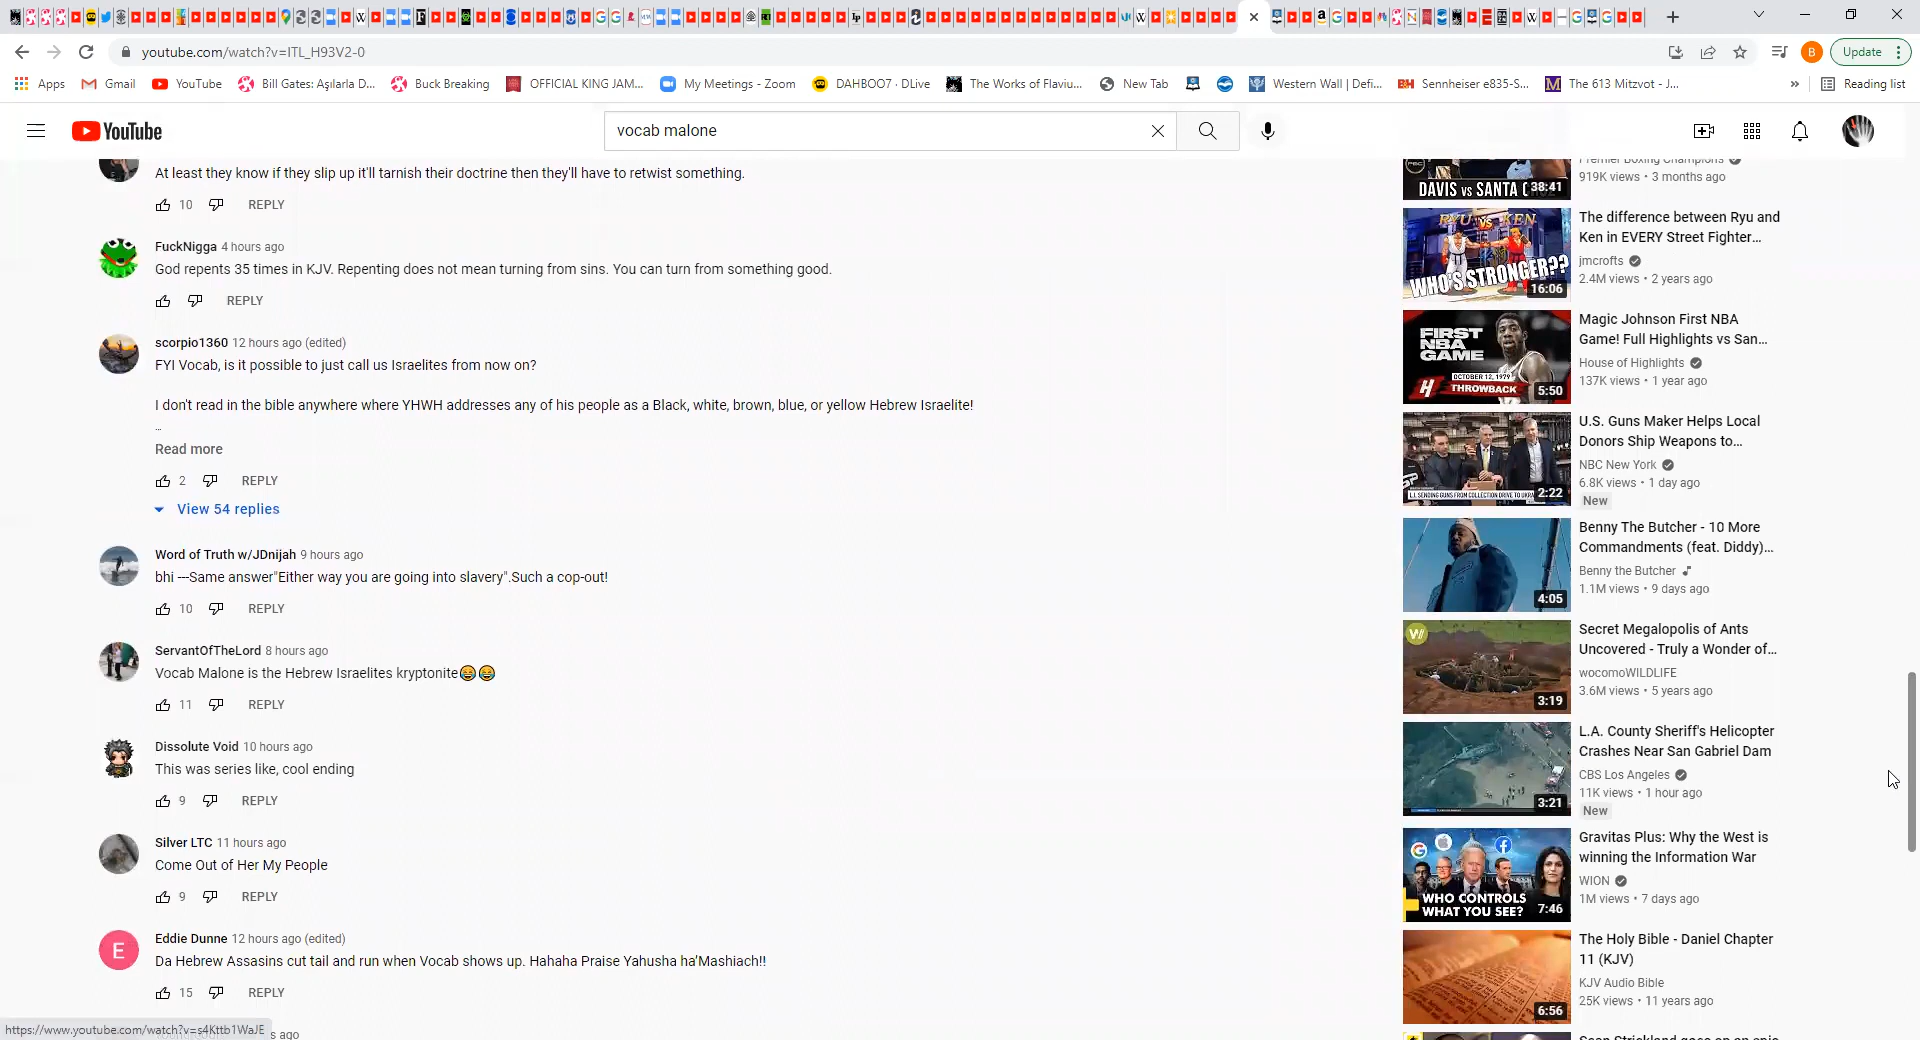 youtube.com/watch?v=ITL_H93V2-0
Update
Apps
Gmail
YouTube
Bill Gates: Aşılarla D...
Buck Breaking
OFFICIAL KING JAM...
My Meetings - Zoom
DAHBOO7 · DLive
The Works of Flaviu...
New Tab
Western Wall | Defi...
Sennheiser e835-S...
The 613 Mitzvot - J...
Reading list
YouTube
vocab malone
At least they know if they slip up it'll tarnish their doctrine then they'll have to retwist something.
10 REPLY
FuckNigga 4 hours ago
God repents 35 times in KJV. Repenting does not mean turning from sins. You can turn from something good.
REPLY
scorpio1360 12 hours ago (edited)
FYI Vocab, is it possible to just call us Israelites from now on?
I don't read in the bible anywhere where YHWH addresses any of his people as a Black, white, brown, blue, or yellow Hebrew Israelite!
...
Read more
2 REPLY
View 54 replies
Word of Truth w/JDnijah 9 hours ago
bhi ---Same answer"Either way you are going into slavery".Such a cop-out!
10 REPLY
ServantOfTheLord 8 hours ago
Vocab Malone is the Hebrew Israelites kryptonite😂😂
11 REPLY
Dissolute Void 10 hours ago
This was series like, cool ending
9 REPLY
Silver LTC 11 hours ago
Come Out of Her My People
9 REPLY
E
Eddie Dunne 12 hours ago (edited)
Da Hebrew Assasins cut tail and run when Vocab shows up. Hahaha Praise Yahusha ha'Mashiach!!
15 REPLY
https://www.youtube.com/watch?v=s4Kttb1WaJE
s ago
DAVIS vs SANTA C
38:41
Premier Boxing Champions
919K views • 3 months ago
RYU VS KEN
WHO'S STRONGER??
16:06
The difference between Ryu and
Ken in EVERY Street Fighter...
jmcrofts
2.4M views • 2 years ago
FIRST
NBA
GAME
OCTOBER 12, 1979
THROWBACK
5:50
Magic Johnson First NBA
Game! Full Highlights vs San...
House of Highlights
137K views • 1 year ago
L.I. SENDING GUNS FROM COLLECTION DRIVE TO UKRA
2:22
U.S. Guns Maker Helps Local
Donors Ship Weapons to...
NBC New York
6.8K views • 1 day ago
New
4:05
Benny The Butcher - 10 More
Commandments (feat. Diddy)...
Benny the Butcher
1.1M views • 9 days ago
W
3:19
Secret Megalopolis of Ants
Uncovered - Truly a Wonder of...
wocomoWILDLIFE
3.6M views • 5 years ago
3:21
L.A. County Sheriff's Helicopter
Crashes Near San Gabriel Dam
CBS Los Angeles
11K views • 1 hour ago
New
WHO CONTROLS
WHAT YOU SEE?
7:46
Gravitas Plus: Why the West is
winning the Information War
WION
1M views • 7 days ago
6:56
The Holy Bible - Daniel Chapter
11 (KJV)
KJV Audio Bible
25K views • 11 years ago